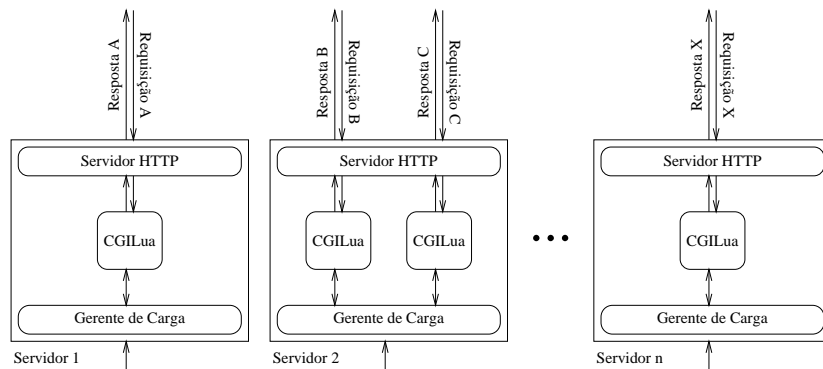 Resposta A
Requisição A
Resposta B
Requisição B
Resposta C
Requisição C
Resposta X
Requisição X
Servidor HTTP
Servidor HTTP
Servidor HTTP
CGILua
CGILua
CGILua
CGILua
Gerente de Carga
Gerente de Carga
Gerente de Carga
Servidor 1
Servidor 2
Servidor n